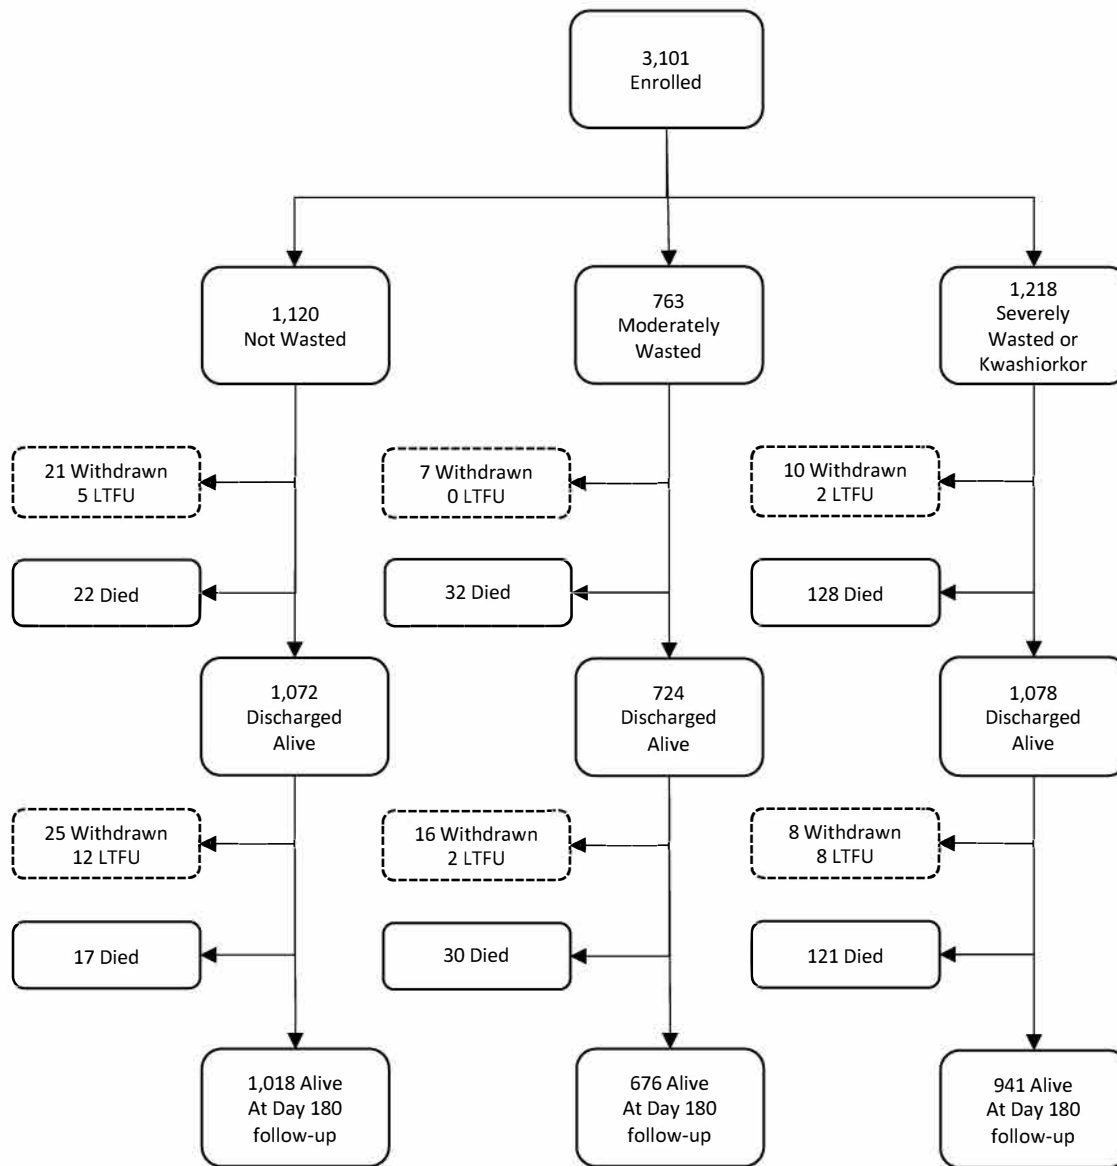 3,101
Enrolled
1,120
Not Wasted
763
Moderately
Wasted
1,218
Severely
Wasted or
Kwashiorkor
21 Withdrawn
5 LTFU
7 Withdrawn
0 LTFU
10 Withdrawn
2 LTFU
22 Died
32 Died
128 Died
1,072
Discharged
Alive
724
Discharged
Alive
1,078
Discharged
Alive
25 Withdrawn
12 LTFU
16 Withdrawn
2 LTFU
8 Withdrawn
8 LTFU
17 Died
30 Died
121 Died
1,018 Alive
At Day 180
follow-up
676 Alive
At Day 180
follow-up
941 Alive
At Day 180
follow-up